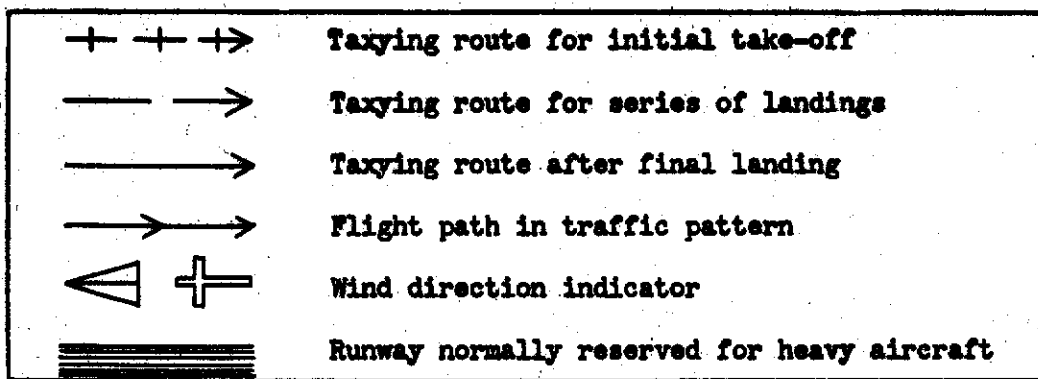 Taxying route for initial take-off
Taxying route for series of landings
Taxying route after final landing
Flight path in traffic pattern
Wind direction indicator
Runway normally reserved for heavy aircraft